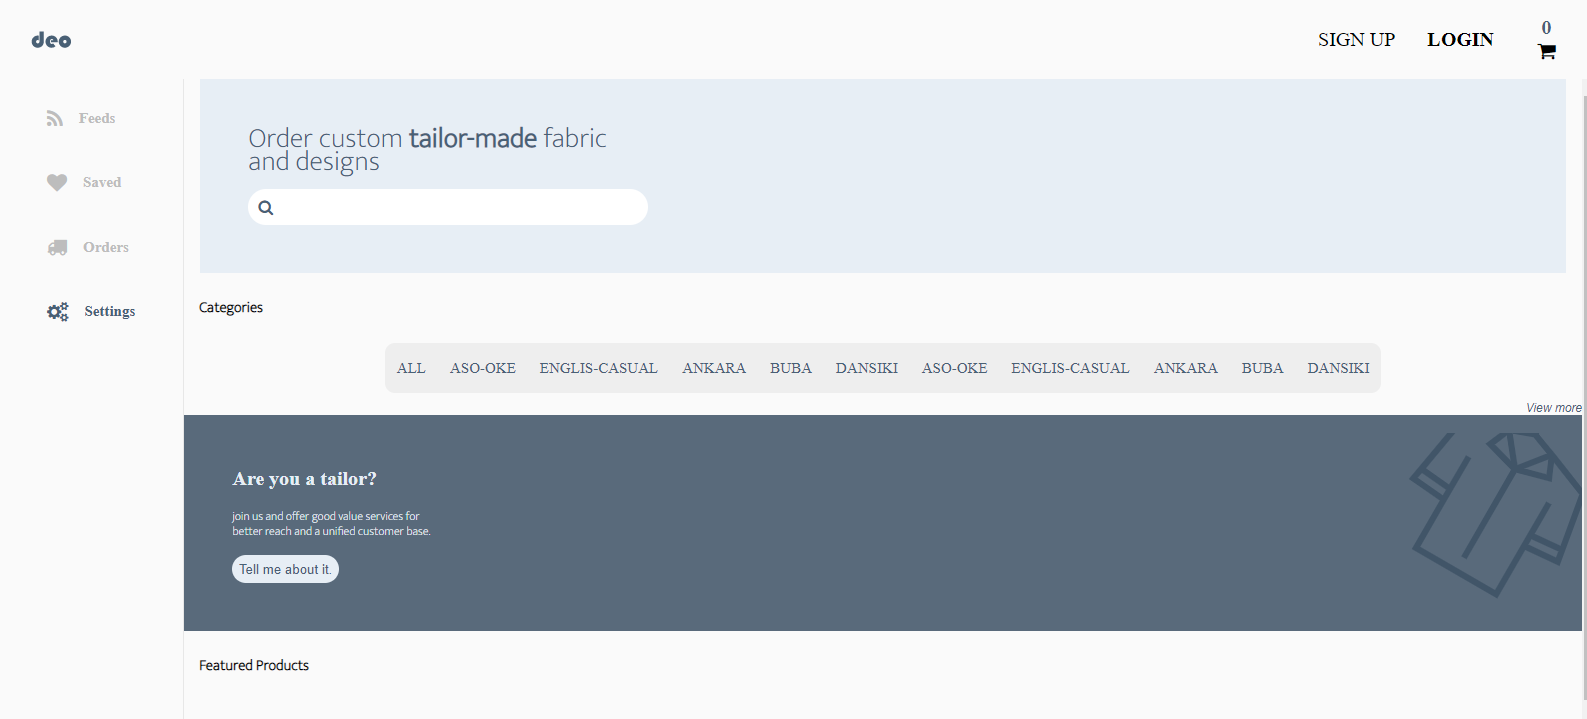 deo
SIGN UP LOGIN 0
Feeds
Saved
Orders
Settings
Order custom tailor-made fabric
and designs
Categories
ALL ASO-OKE ENGLIS-CASUAL ANKARA BUBA DANSIKI ASO-OKE ENGLIS-CASUAL ANKARA BUBA DANSIKI
View more
Are you a tailor?
join us and offer good value services for
better reach and a unified customer base.
Tell me about it.
Featured Products